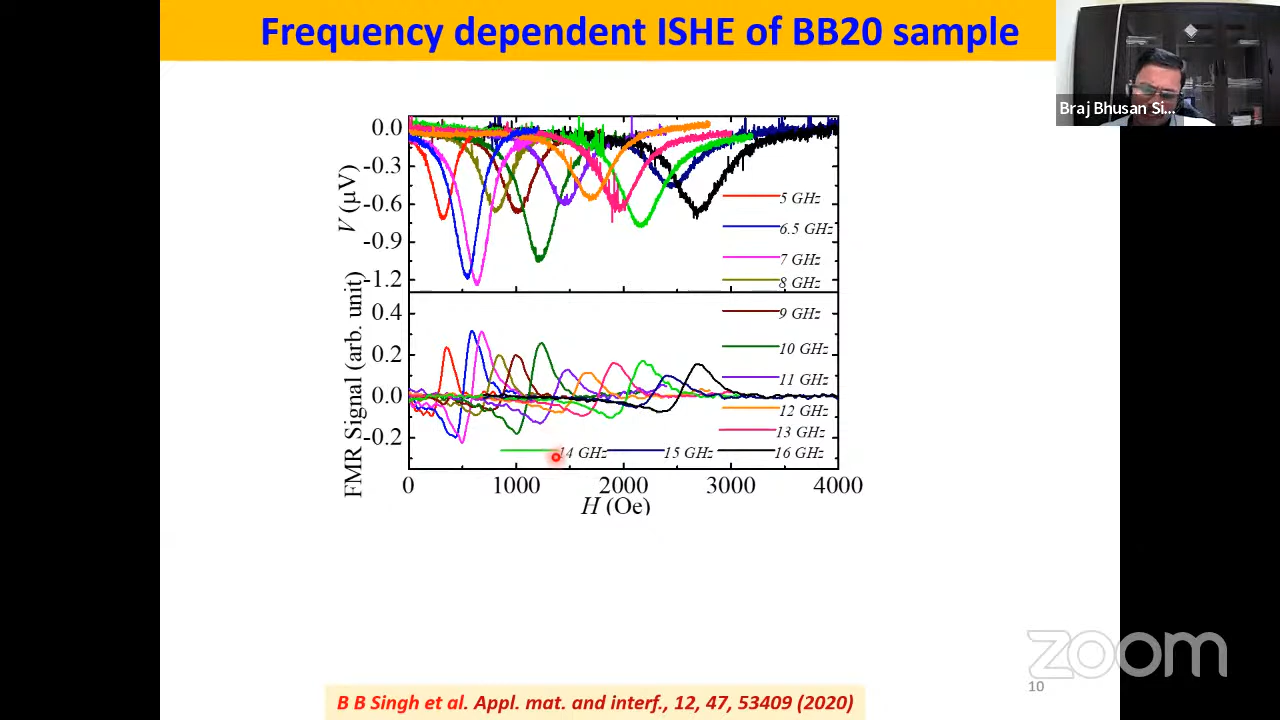 Frequency dependent ISHE of BB20 sample
Braj Bhusan Si...
0.0
-0.3
-0.6
-0.9
-1.2
V (μV)
5 GHz
6.5 GHz
7 GHz
8 GHz
0.4
0.2
0.0
-0.2
FMR Signal (arb. unit)
9 GHz
10 GHz
11 GHz
12 GHz
13 GHz
14 GHz 15 GHz 16 GHz
0 1000 2000 3000 4000
H (Oe)
zoom
10
B B Singh et al. Appl. mat. and interf., 12, 47, 53409 (2020)